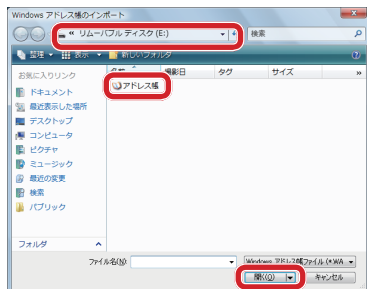 Windows アドレス帳のインポート
« リムーバブル ディスク (E:)
検索
整理 表示 新しいフォルダ
お気に入りリンク
撮影日 タグ サイズ »
アドレス帳
ドキュメント
最近表示した場所
デスクトップ
コンピュータ
ピクチャ
ミュージック
最近の変更
検索
パブリック
フォルダ
ファイル名(N):
Windows アドレス帳ファイル (*.WA
開く(O) キャンセル